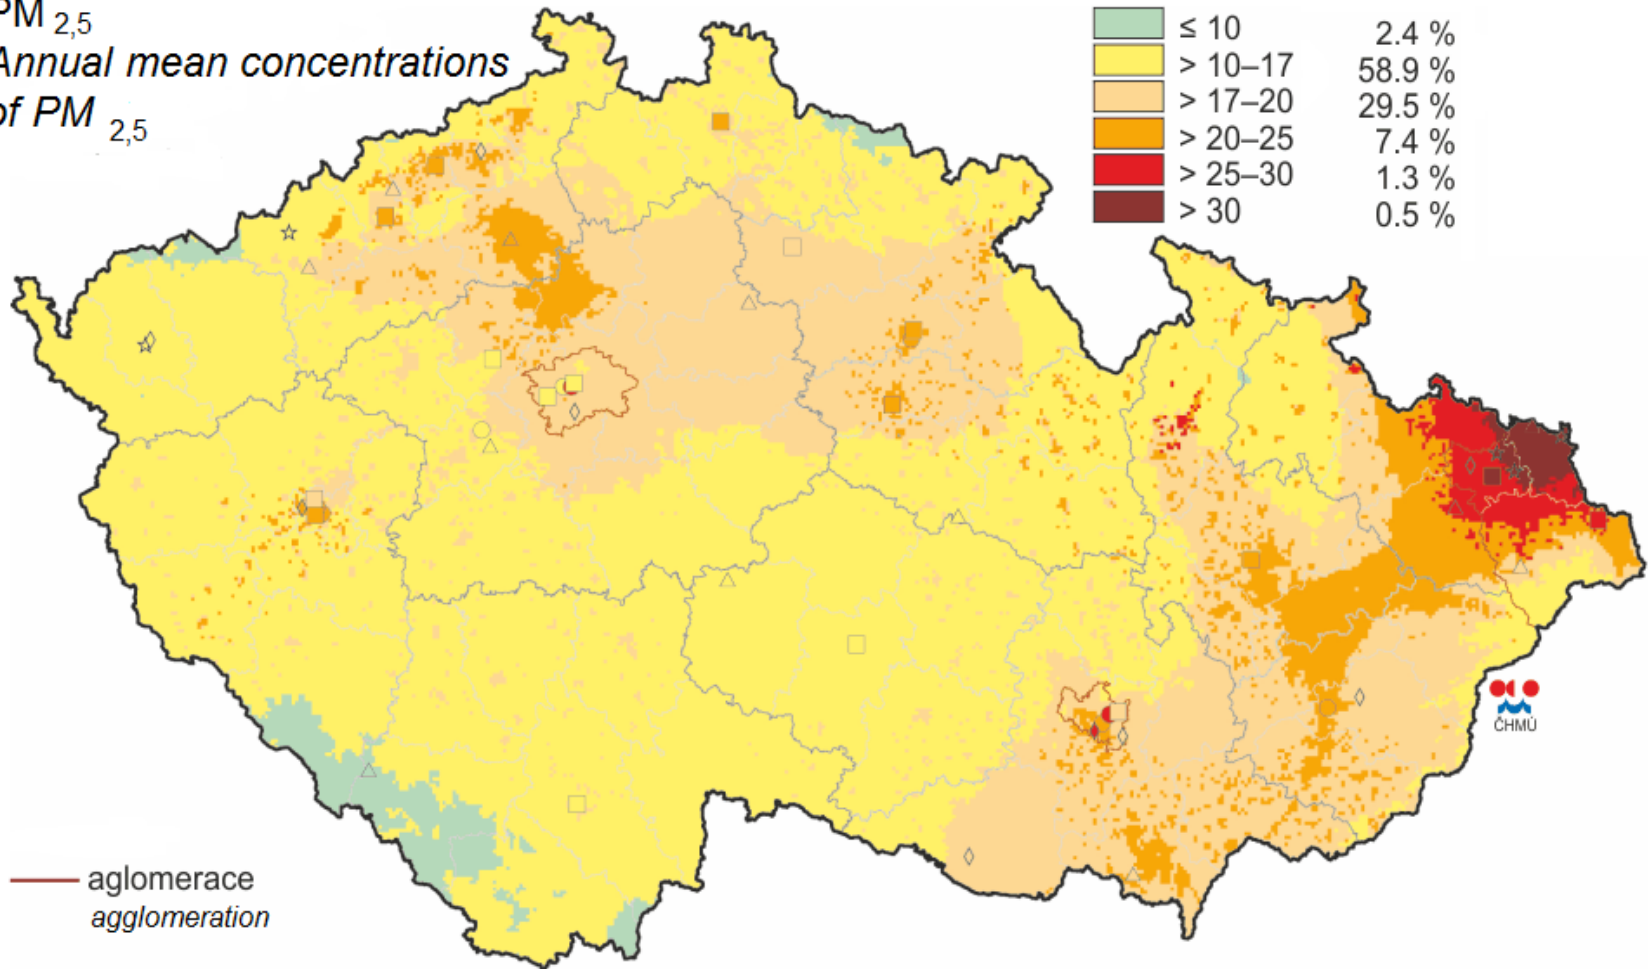 PM 2,5
Annual mean concentrations
of PM 2,5
≤ 10 2.4 %
> 10–17 58.9 %
> 17–20 29.5 %
> 20–25 7.4 %
> 25–30 1.3 %
> 30 0.5 %
ČHMÚ
aglomerace
agglomeration